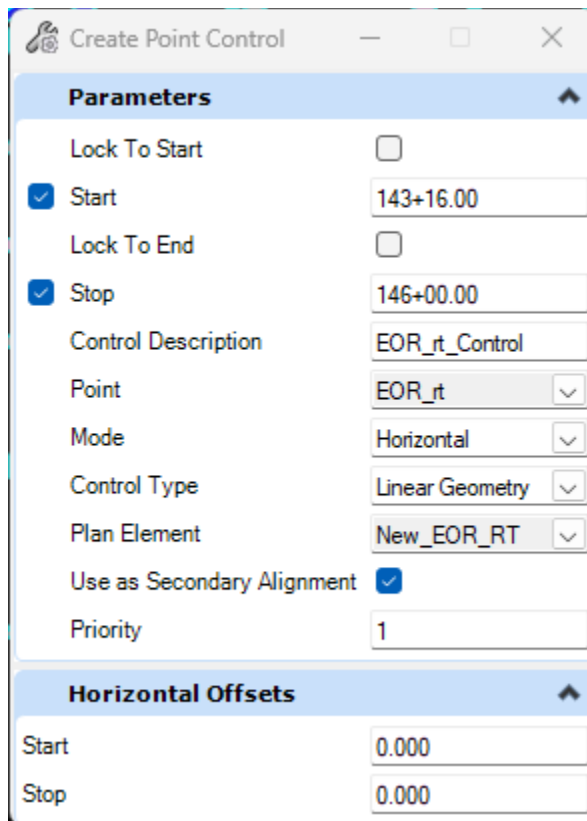 Create Point Control
Parameters
Lock To Start
Start 143+16.00
Lock To End
Stop 146+00.00
Control Description EOR_rt_Control
Point EOR_rt
Mode Horizontal
Control Type Linear Geometry
Plan Element New_EOR_RT
Use as Secondary Alignment
Priority 1
Horizontal Offsets
Start 0.000
Stop 0.000